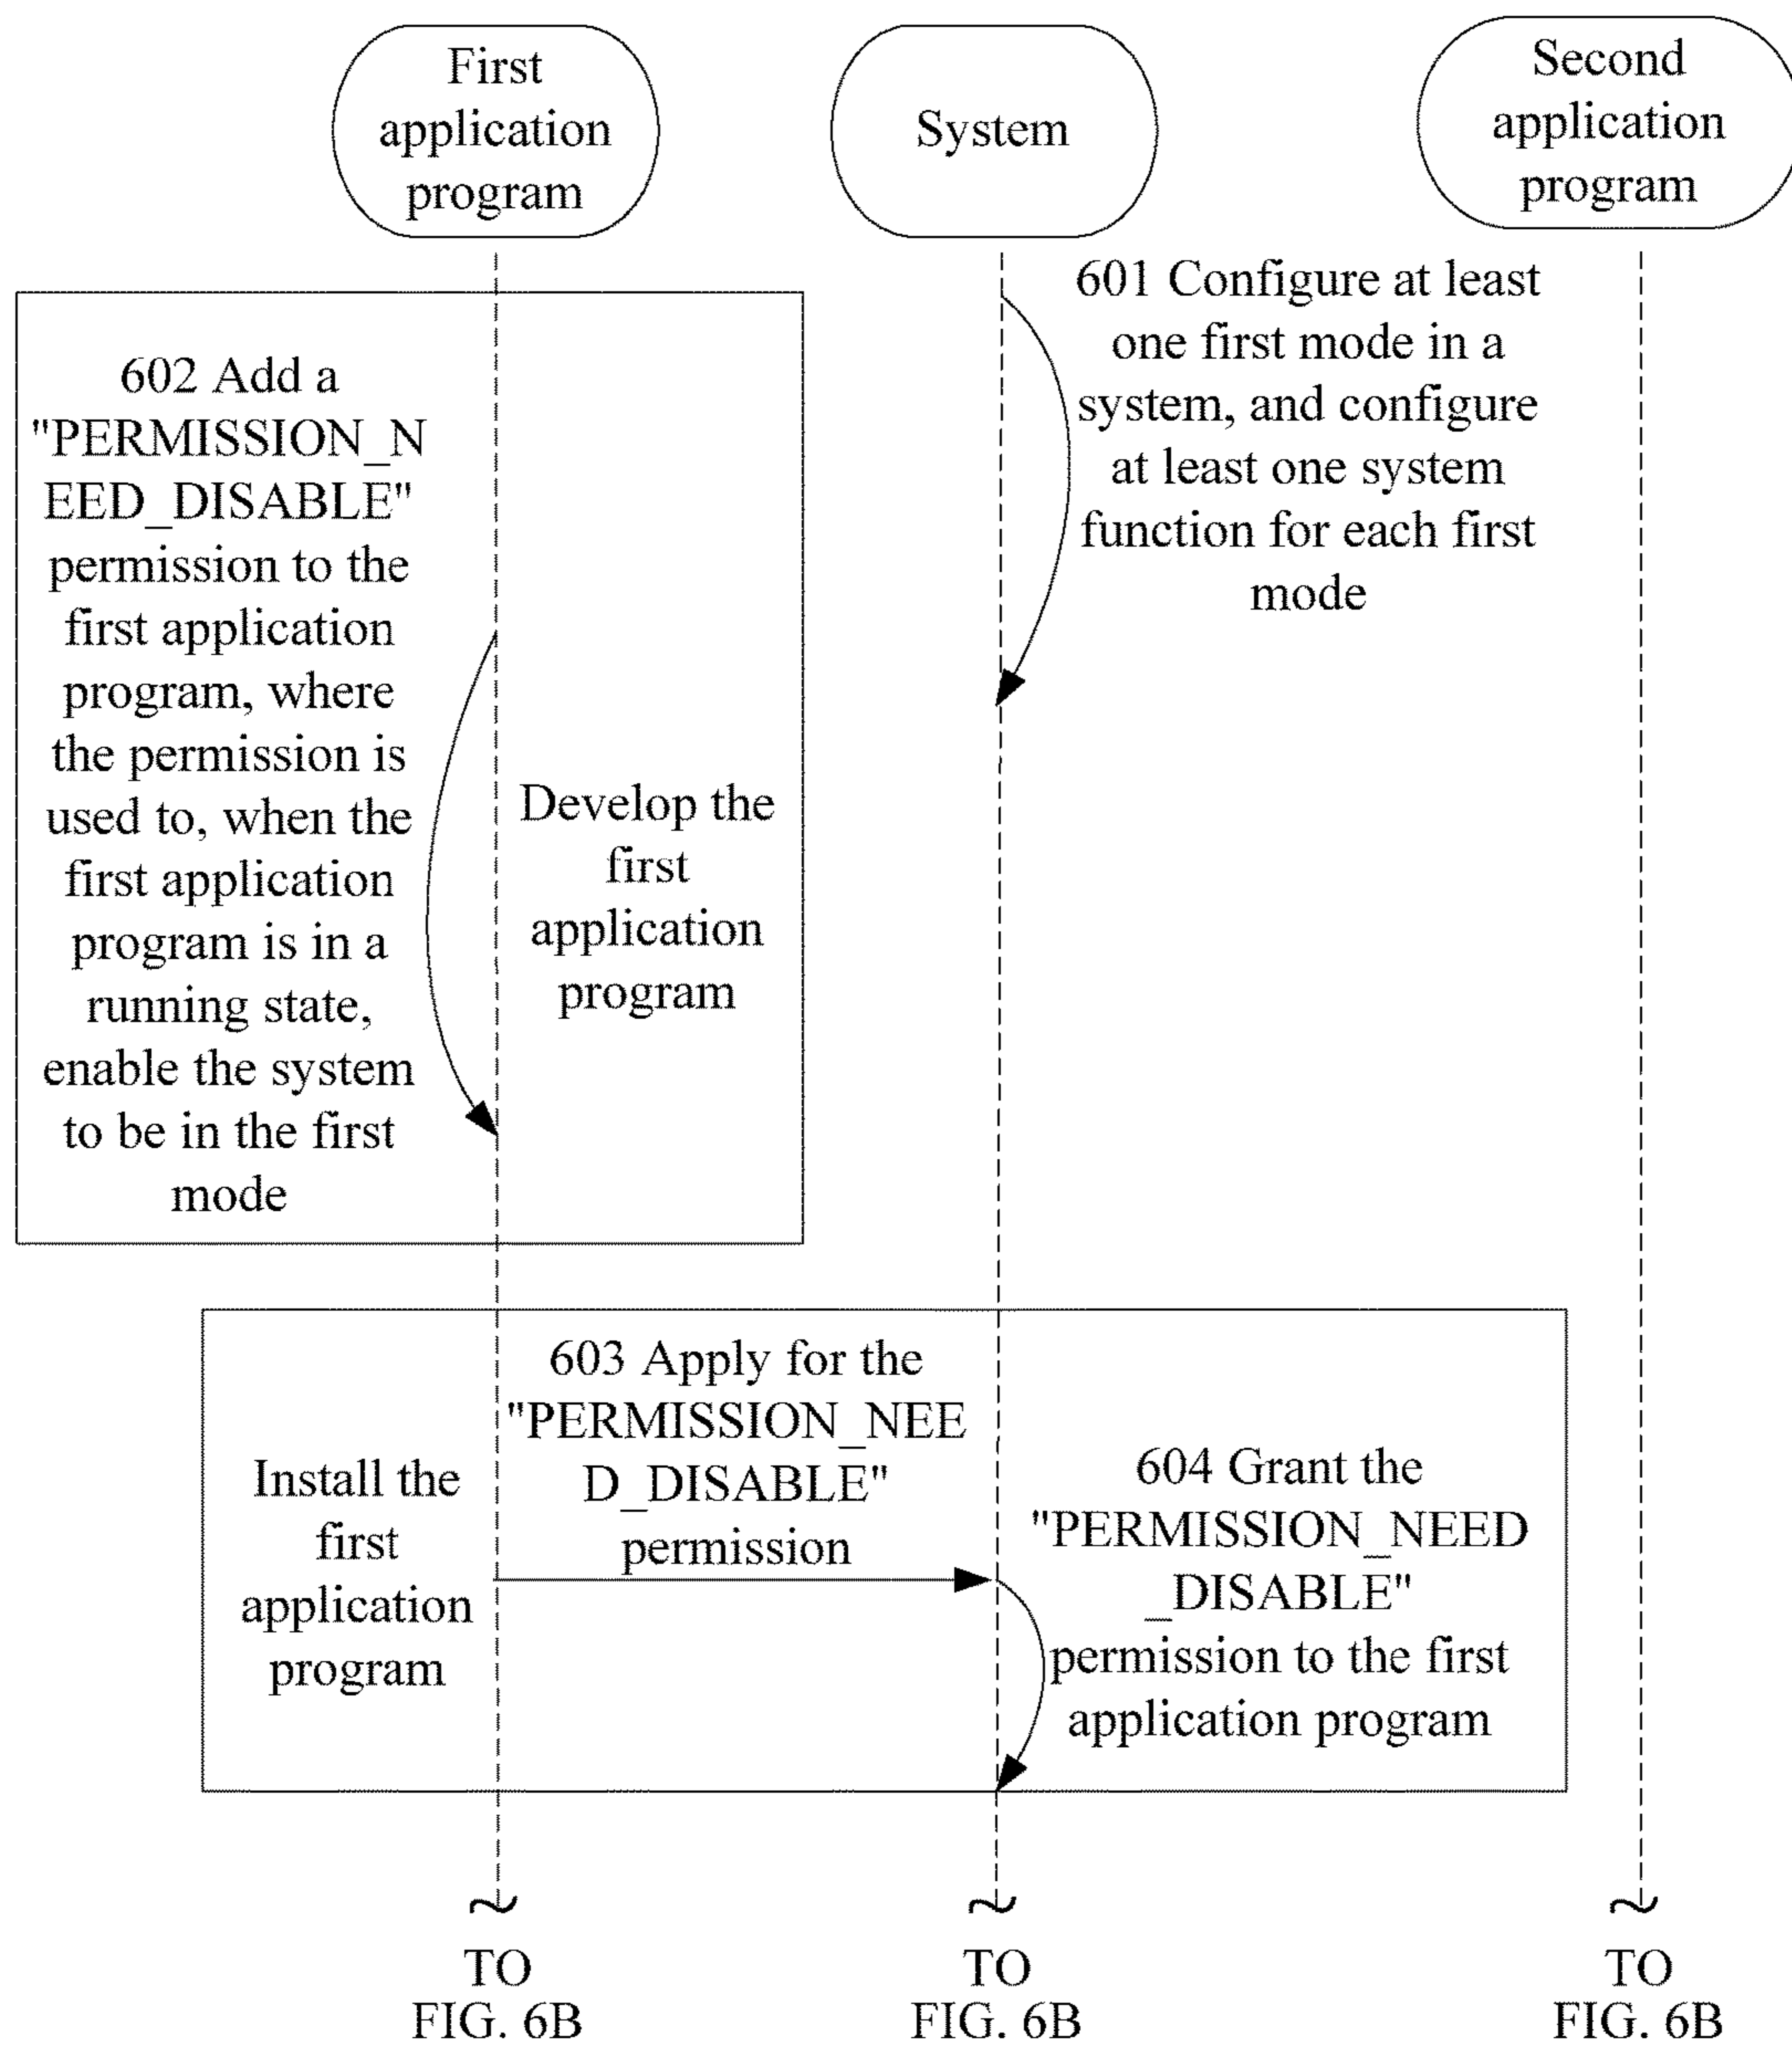 First
application
program
System
Second
application
program
601 Configure at least
one first mode in a
system, and configure
at least one system
function for each first
mode
602 Add a
"PERMISSION_N
EED_DISABLE"
permission to the
first application
program, where
the permission is
used to, when the
first application
program is in a
running state,
enable the system
to be in the first
mode
Develop the
first
application
program
603 Apply for the
"PERMISSION_NEE
D_DISABLE"
permission
Install the
first
application
program
604 Grant the
"PERMISSION_NEED
_DISABLE"
permission to the first
application program
TO
FIG. 6B
TO
FIG. 6B
TO
FIG. 6B